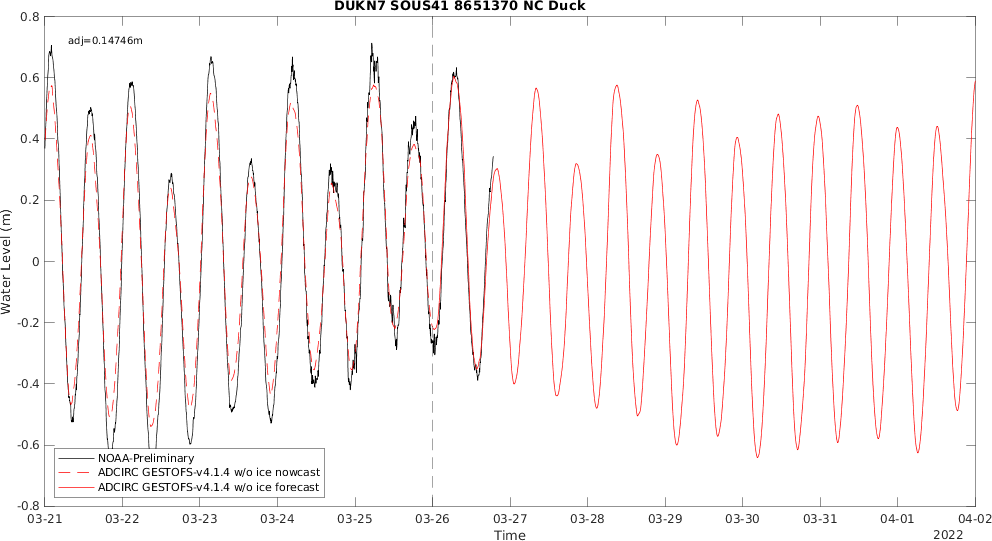 DUKN7 SOUS41 8651370 NC Duck
adj=0.14746m
Water Level (m)
0.8
0.6
0.4
0.2
0
-0.2
-0.4
-0.6
-0.8
NOAA-Preliminary
ADCIRC GESTOFS-v4.1.4 w/o ice nowcast
ADCIRC GESTOFS-v4.1.4 w/o ice forecast
03-21 03-22 03-23 03-24 03-25 03-26 03-27 03-28 03-29 03-30 03-31 04-01 04-02
Time
2022